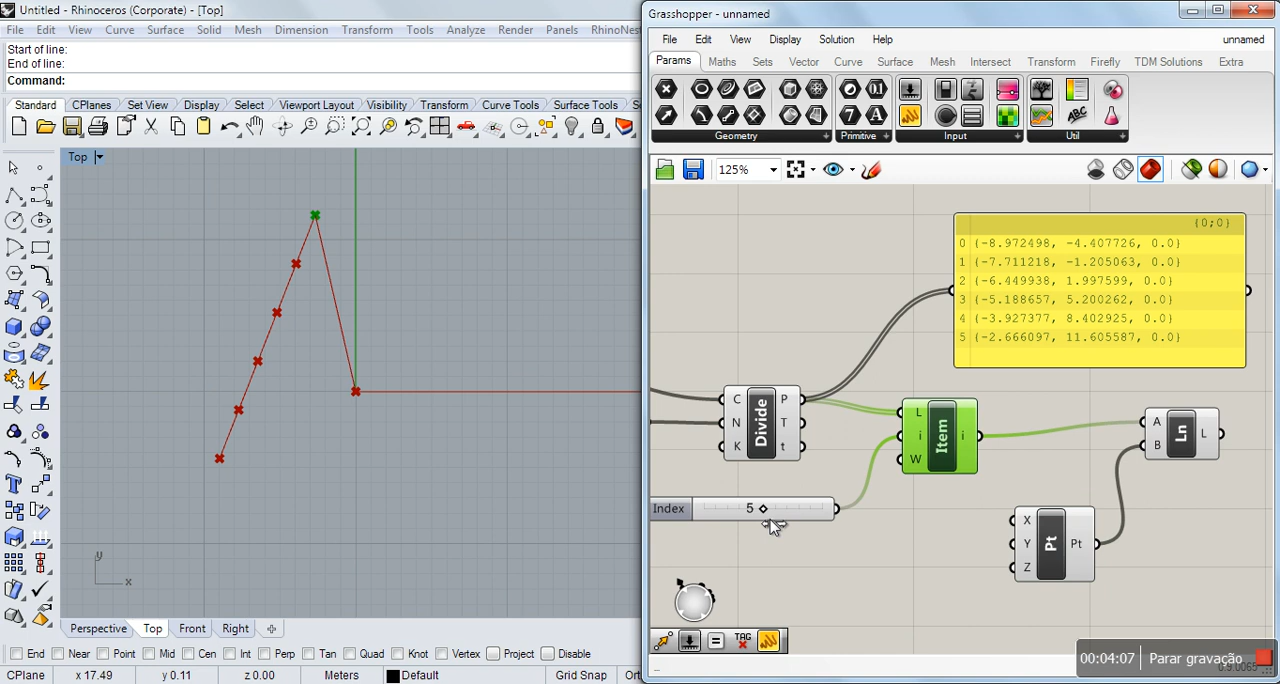 Untitled - Rhinoceros (Corporate) - [Top]
File Edit View Curve Surface Solid Mesh Dimension Transform Tools Analyze Render Panels RhinoNest
Start of line:
End of line:
Command:
Standard CPlanes Set View Display Select Viewport Layout Visibility Transform Curve Tools Surface Tools
Top
y
x
Perspective Top Front Right
End Near Point Mid Cen Int Perp Tan Quad Knot Vertex Project Disable
CPlane x 17.49 y 0.11 z 0.00 Meters Default Grid Snap
Grasshopper - unnamed
File Edit View Display Solution Help unnamed
Params Maths Sets Vector Curve Surface Mesh Intersect Transform Firefly TDM Solutions Extra
Geometry Primitive Input Util
125%
{0;0}
0 {-8.972498, -4.407726, 0.0}
1 {-7.711218, -1.205063, 0.0}
2 {-6.449938, 1.997599, 0.0}
3 {-5.188657, 5.200262, 0.0}
4 {-3.927377, 8.402925, 0.0}
5 {-2.666097, 11.605587, 0.0}
C N K Divide P T t
L i W Item i
A B Ln L
Index 5
X Y Z Pt Pt
TAG
00:04:07 Parar gravação